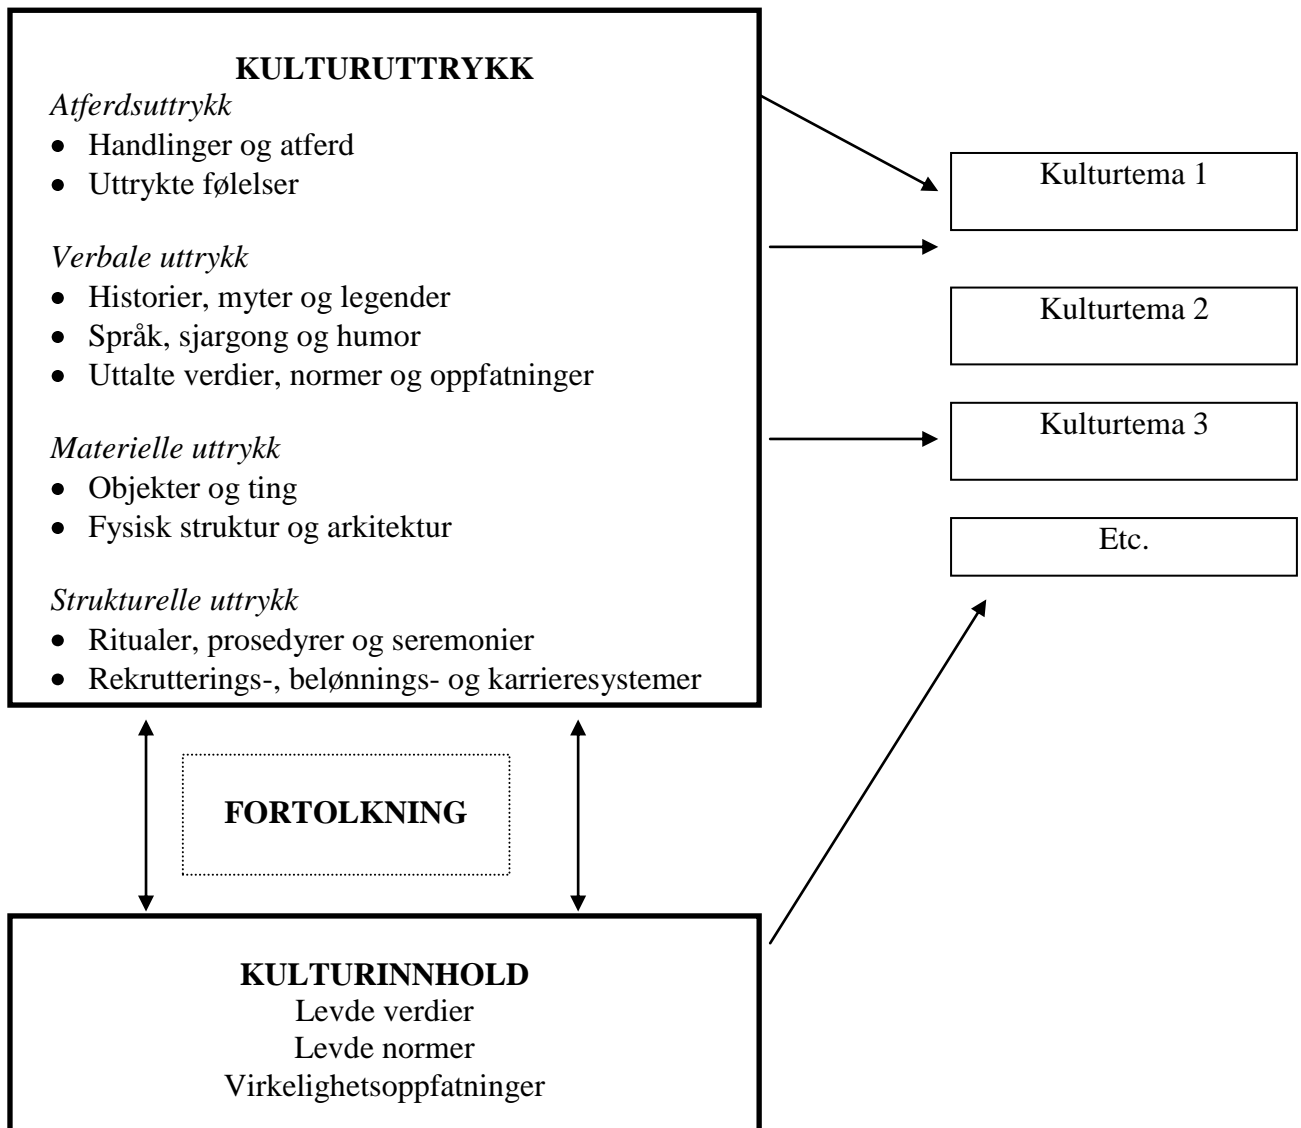 KULTURUTTRYKK
Atferdsuttrykk
• Handlinger og atferd
• Uttrykte følelser
Verbale uttrykk
• Historier, myter og legender
• Språk, sjargong og humor
• Uttalte verdier, normer og oppfatninger
Materielle uttrykk
• Objekter og ting
• Fysisk struktur og arkitektur
Strukturelle uttrykk
• Ritualer, prosedyrer og seremonier
• Rekrutterings-, belønnings- og karrieresystemer
Kulturtema 1
Kulturtema 2
Kulturtema 3
Etc.
FORTOLKNING
KULTURINNHOLD
Levde verdier
Levde normer
Virkelighetsoppfatninger